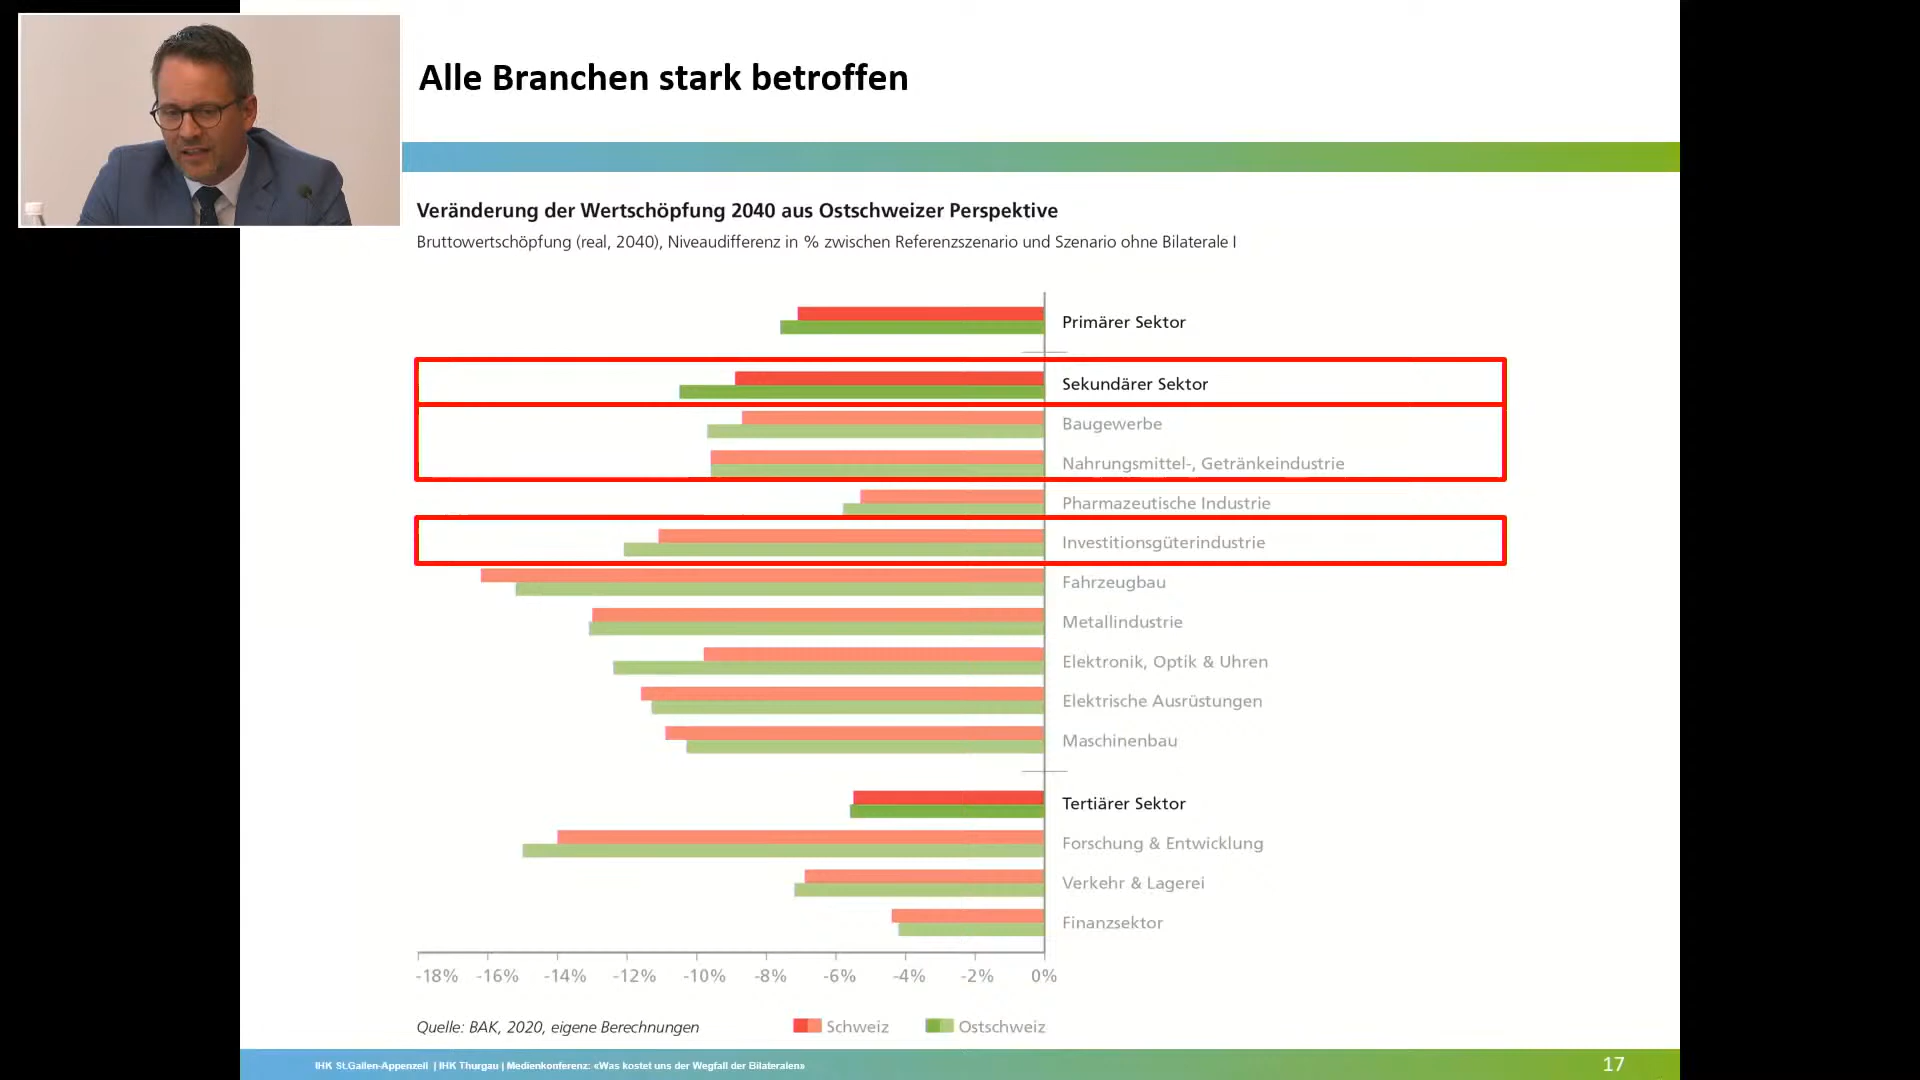 Alle Branchen stark betroffen
Veränderung der Wertschöpfung 2040 aus Ostschweizer Perspektive
Bruttowertschöpfung (real, 2040), Niveaudifferenz in % zwischen Referenzszenario und Szenario ohne Bilaterale I
Primärer Sektor
Sekundärer Sektor
Baugewerbe
Nahrungsmittel-, Getränkeindustrie
Pharmazeutische Industrie
Investitionsgüterindustrie
Fahrzeugbau
Metallindustrie
Elektronik, Optik & Uhren
Elektrische Ausrüstungen
Maschinenbau
Tertiärer Sektor
Forschung & Entwicklung
Verkehr & Lagerei
Finanzsektor
-18% -16% -14% -12% -10% -8% -6% -4% -2% 0%
Quelle: BAK, 2020, eigene Berechnungen Schweiz Ostschweiz
IHK St.Gallen-Appenzell | IHK Thurgau | Medienkonferenz: «Was kostet uns der Wegfall der Bilateralen» 17